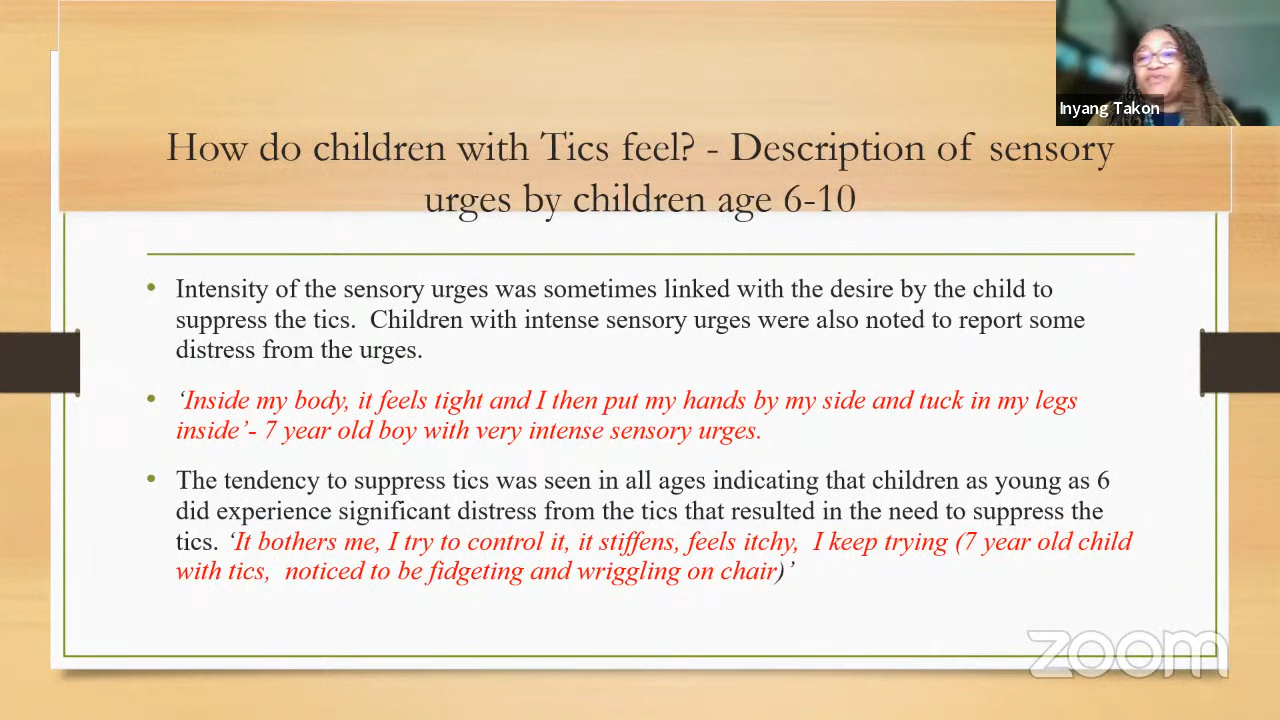 Inyang Takon
How do children with Tics feel? - Description of sensory
urges by children age 6-10
• Intensity of the sensory urges was sometimes linked with the desire by the child to
suppress the tics.  Children with intense sensory urges were also noted to report some
distress from the urges.
• ‘Inside my body, it feels tight and I then put my hands by my side and tuck in my legs
inside’- 7 year old boy with very intense sensory urges.
• The tendency to suppress tics was seen in all ages indicating that children as young as 6
did experience significant distress from the tics that resulted in the need to suppress the
tics. ‘It bothers me, I try to control it, it stiffens, feels itchy,  I keep trying (7 year old child
with tics,  noticed to be fidgeting and wriggling on chair)’
zoom